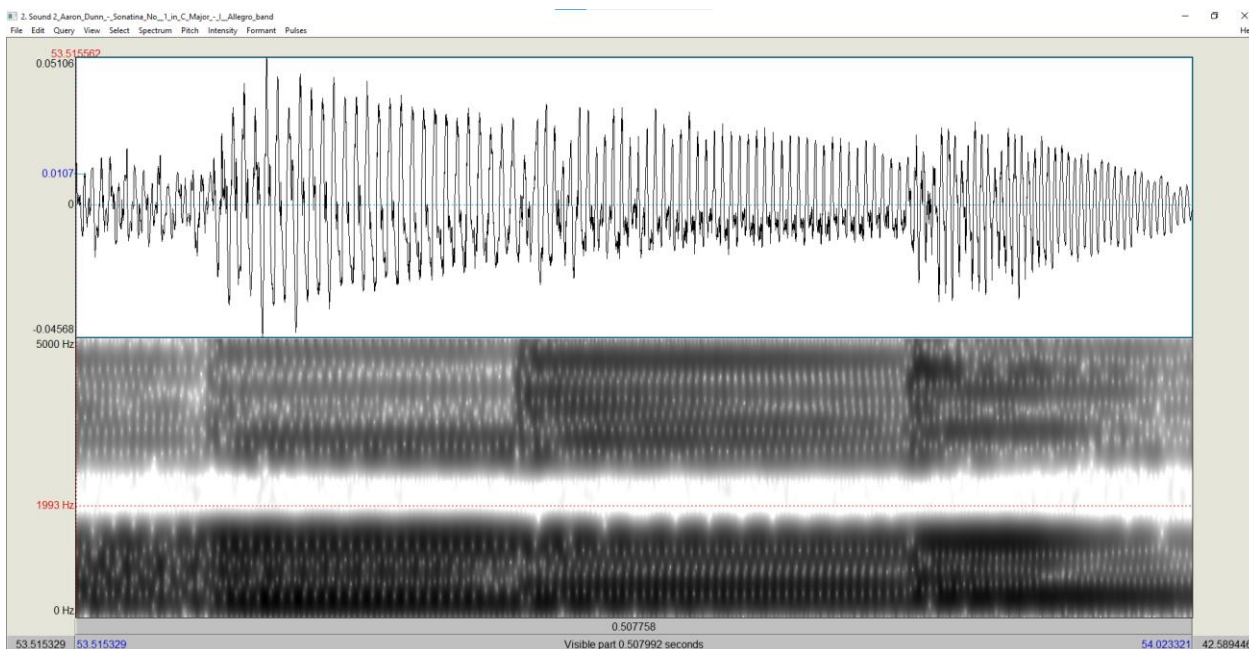 2. Sound 2_Aaron_Dunn_-_Sonatina_No__1_in_C_Major_-_I__Allegro_band
File Edit Query View Select Spectrum Pitch Intensity Formant Pulses He
53.515562
0.05106
0.0107
0
-0.04568
5000 Hz
1993 Hz
0 Hz
0.507758
53.515329 53.515329 Visible part 0.507992 seconds 54.023321 42.589446